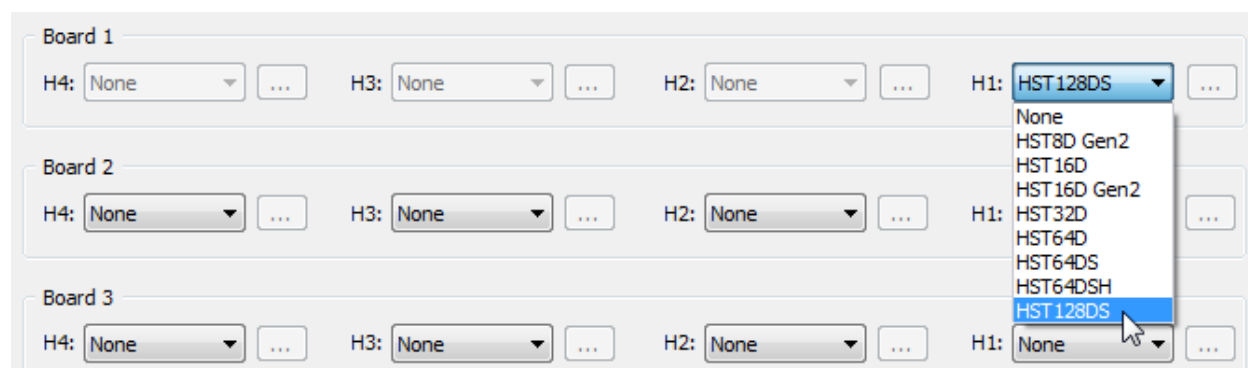 Board 1
H4: None ... H3: None ... H2: None ... H1: HST128DS ...
None
HST8D Gen2
HST16D
HST16D Gen2
HST32D
HST64D
HST64DS
HST64DSH
HST128DS
Board 2
H4: None ... H3: None ... H2: None ... H1: ...
Board 3
H4: None ... H3: None ... H2: None ... H1: None ...